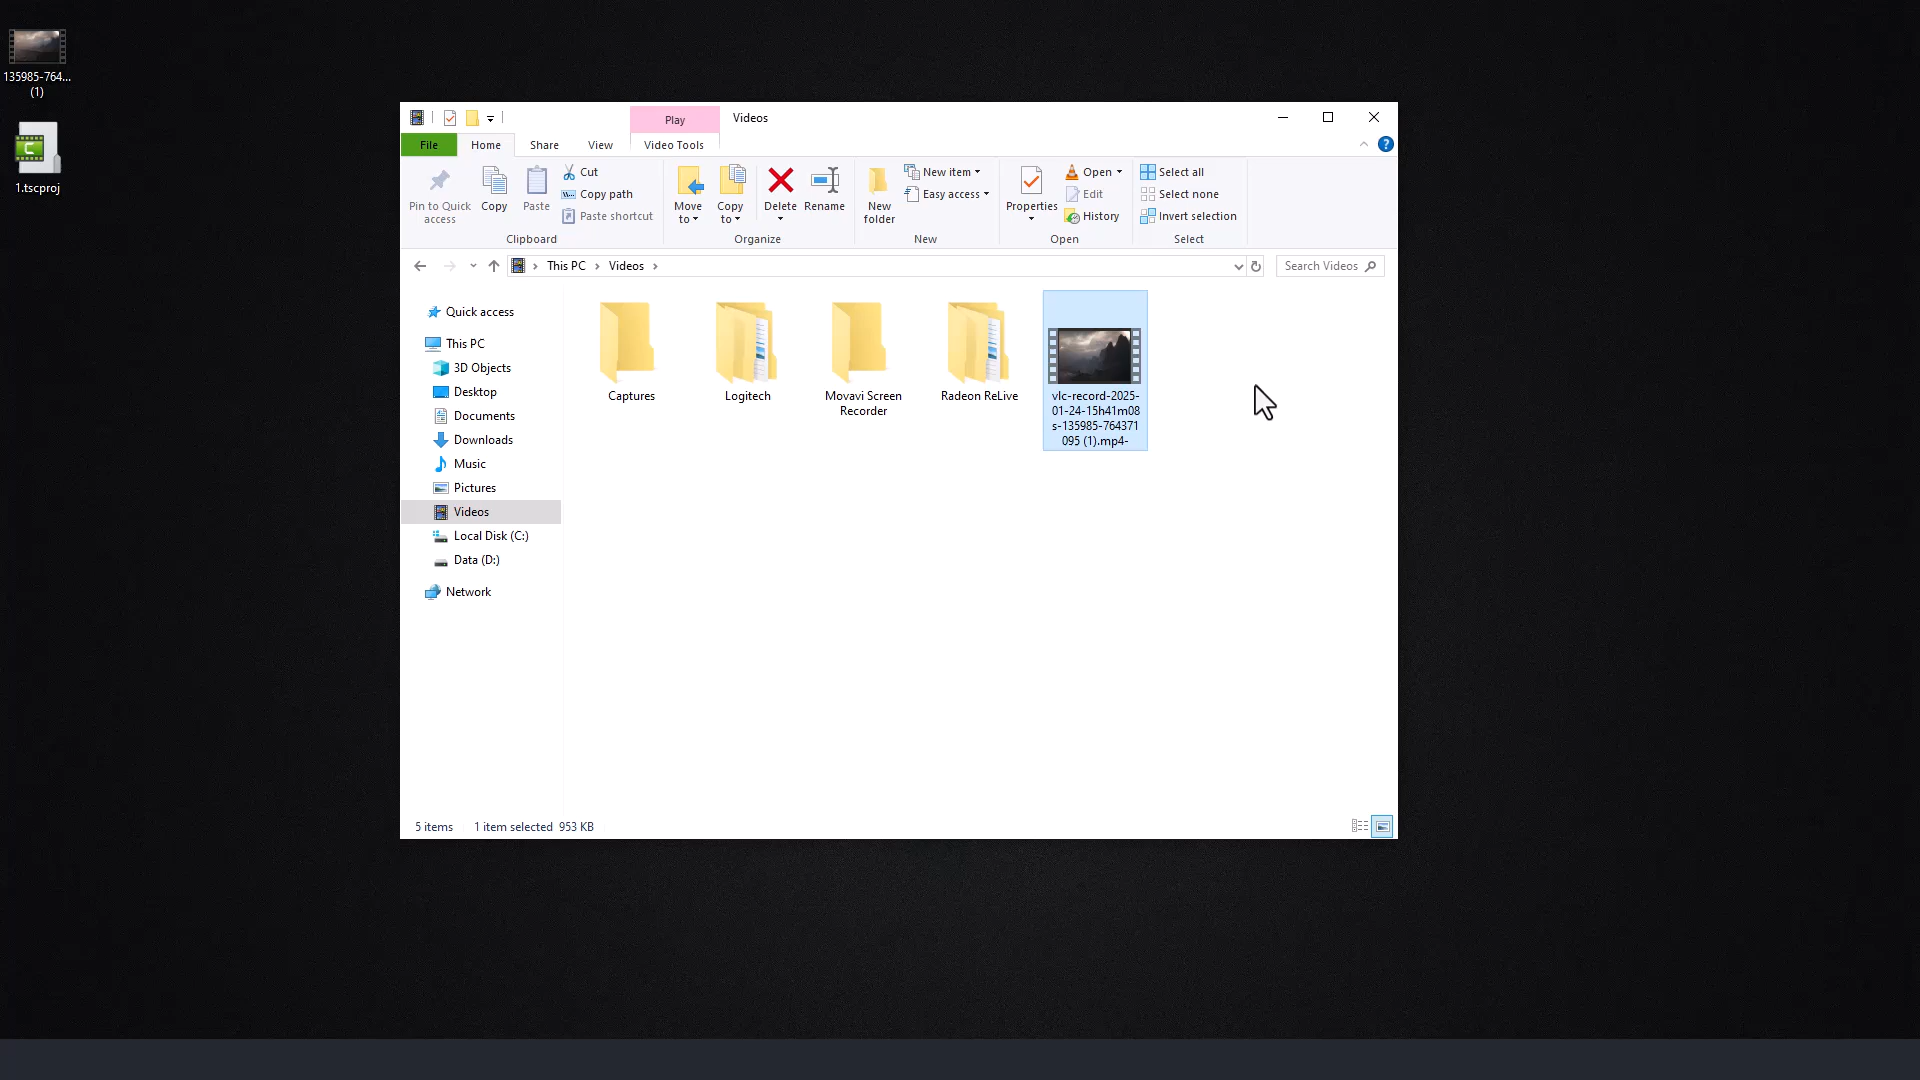 135985-764...
(1)
1.tscproj
Play
Videos
File
Home
Share
View
Video Tools
Pin to Quick
access
Copy
Paste
Cut
Copy path
Paste shortcut
Clipboard
Move
to
Copy
to
Delete
Rename
Organize
New
folder
New item
Easy access
New
Properties
Open
Edit
History
Open
Select all
Select none
Invert selection
Select
This PC
Videos
Search Videos
Quick access
This PC
3D Objects
Desktop
Documents
Downloads
Music
Pictures
Videos
Local Disk (C:)
Data (D:)
Network
Captures
Logitech
Movavi Screen
Recorder
Radeon ReLive
vlc-record-2025-
01-24-15h41m08
s-135985-764371
095 (1).mp4-
5 items
1 item selected 953 KB